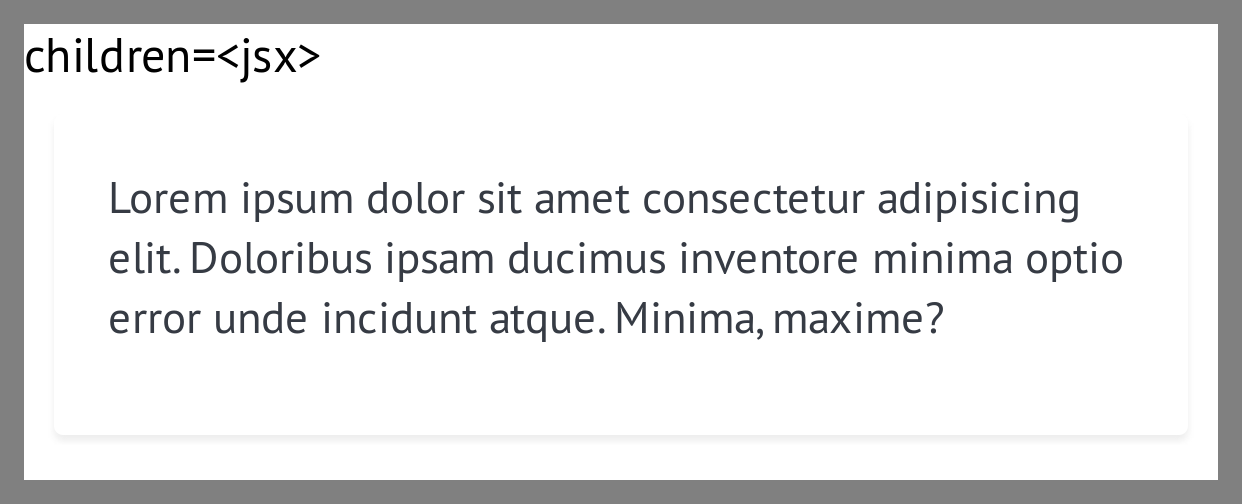 children=<jsx>
Lorem ipsum dolor sit amet consectetur adipisicing
elit. Doloribus ipsam ducimus inventore minima optio
error unde incidunt atque. Minima, maxime?